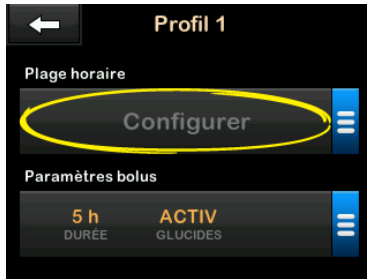 Profil 1
Plage horaire
Configurer
Paramètres bolus
5 h ACTIV
DURÉE GLUCIDES